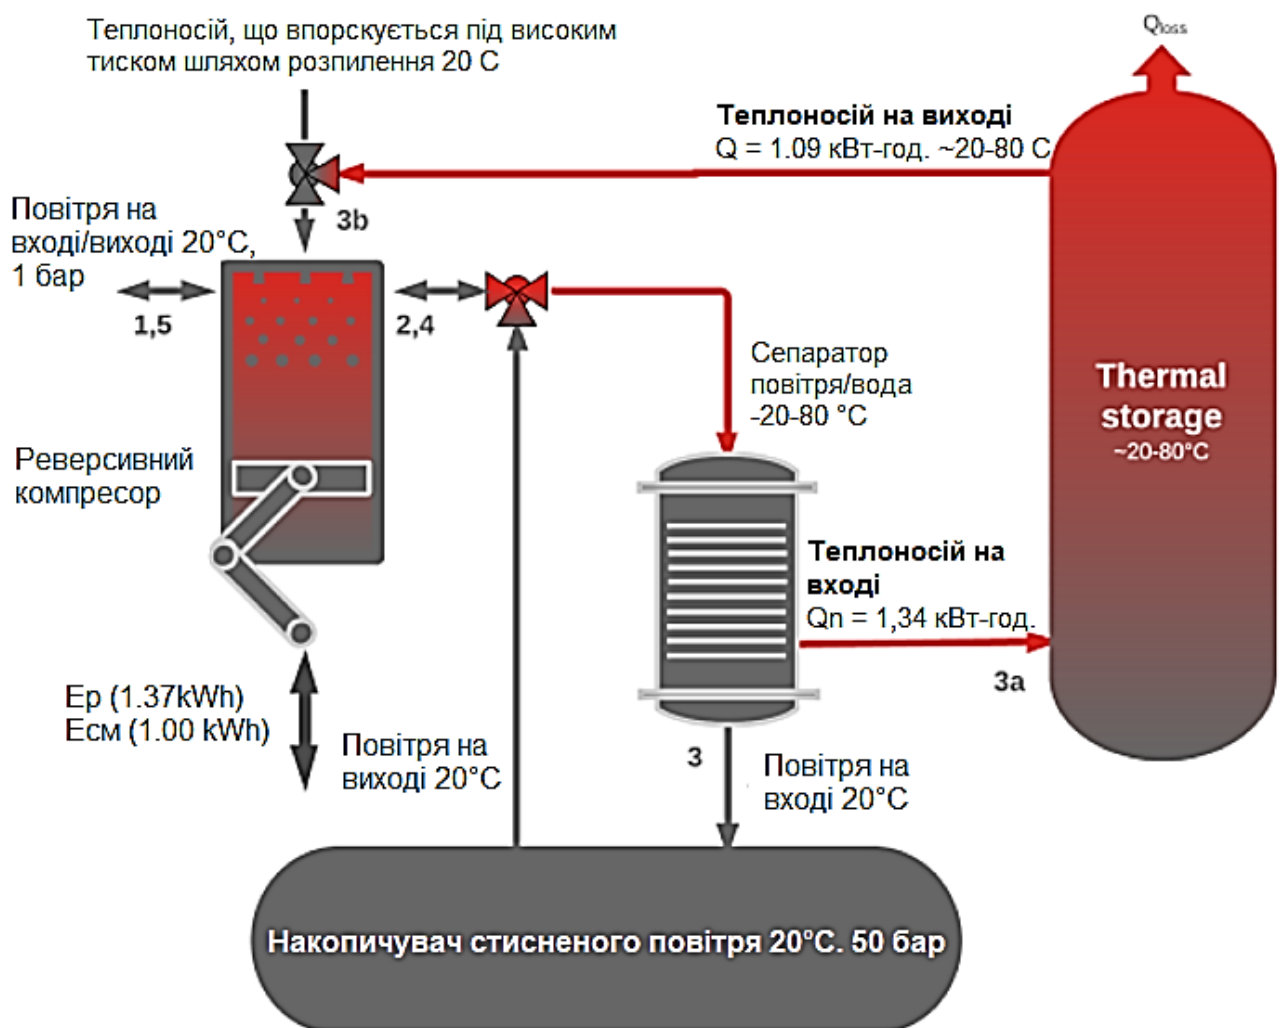 Теплоносій, що впорскується під високим
тиском шляхом розпилення 20 С
Qloss
Теплоносій на виході
Q = 1.09 кВт-год. ~20-80 С
3b
Повітря на
вході/виході 20°C,
1 бар
1,5
2,4
Сепаратор
повітря/вода
-20-80 °C
Thermal
storage
~20-80°C
Реверсивний
компресор
Теплоносій на
вході
Qn = 1,34 кВт-год.
3a
Ep (1.37kWh)
Есм (1.00 kWh)
Повітря на
виході 20°C
3
Повітря на
вході 20°C
Накопичувач стисненого повітря 20°C. 50 бар